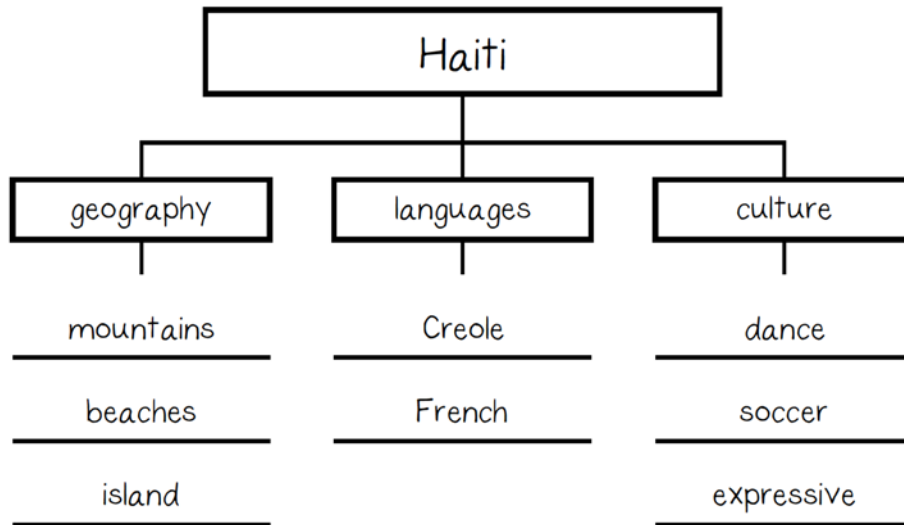 Haiti
geography
languages
culture
mountains
Creole
dance
beaches
French
soccer
island
expressive